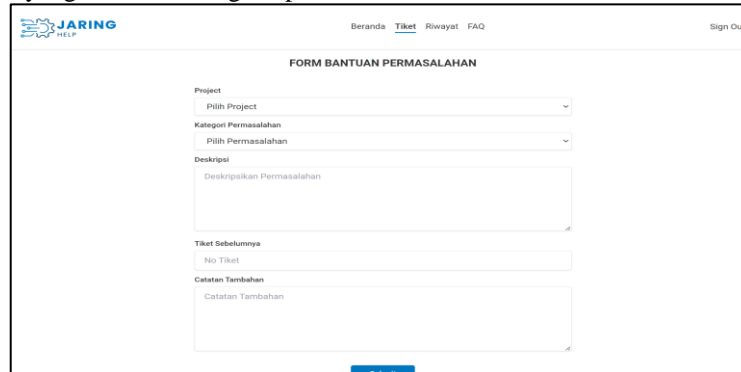 JARING
HELP
Beranda Tiket Riwayat FAQ
Sign Ou
FORM BANTUAN PERMASALAHAN
Project
Pilih Project
Kategori Permasalahan
Pilih Permasalahan
Deskripsi
Deskripsikan Permasalahan
Tiket Sebelumnya
No Tiket
Catatan Tambahan
Catatan Tambahan